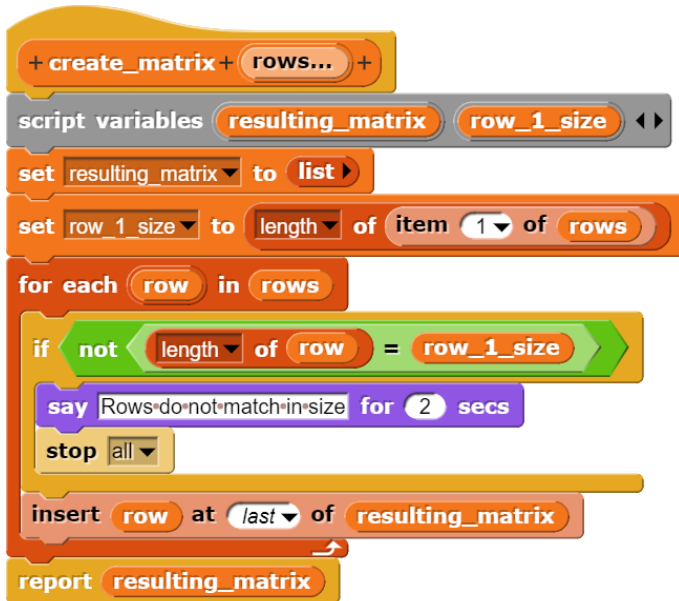 + create_matrix + rows... +
script variables resulting_matrix row_1_size
set resulting_matrix to list
set row_1_size to length of item 1 of rows
for each row in rows
if not length of row = row_1_size
say Rows do not match in size for 2 secs
stop all
insert row at last of resulting_matrix
report resulting_matrix